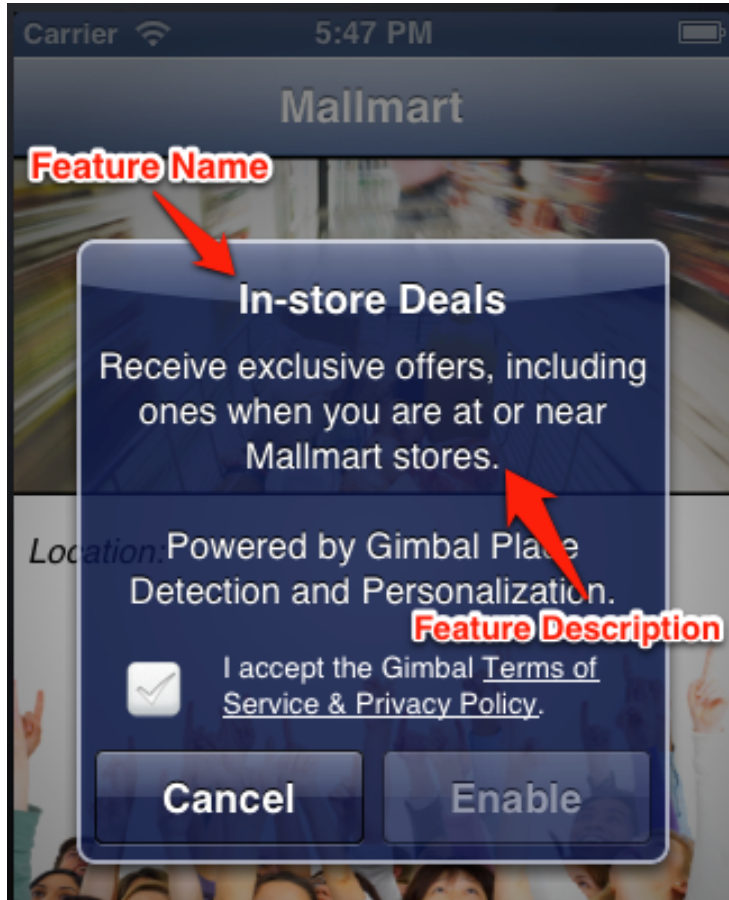 Carrier 5:47 PM
Mallmart
Feature Name
In-store Deals
Receive exclusive offers, including
ones when you are at or near
Mallmart stores.
Location:
Powered by Gimbal Place
Detection and Personalization.
Feature Description
I accept the Gimbal Terms of
Service & Privacy Policy.
Cancel Enable